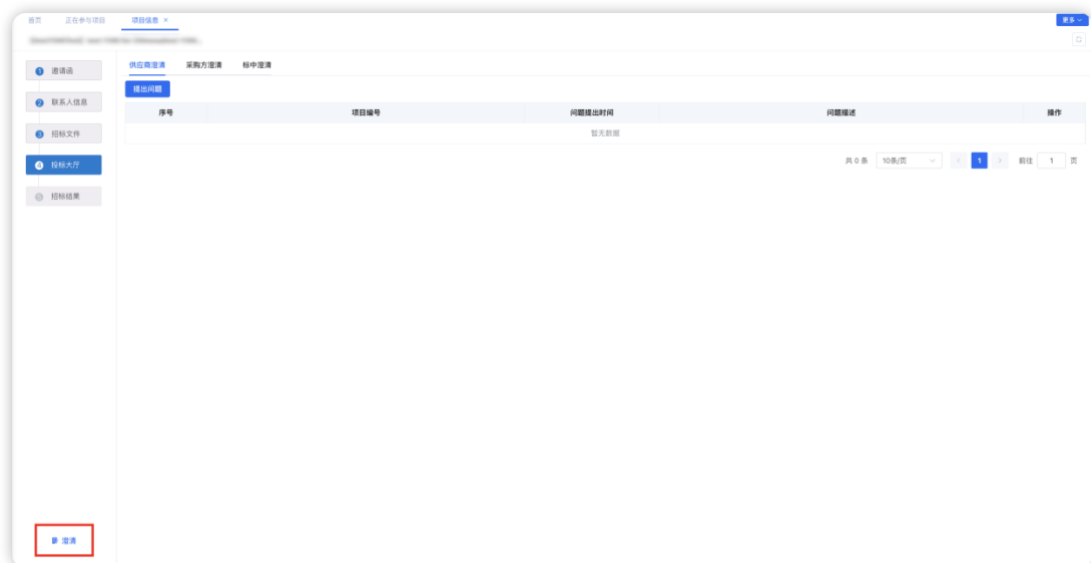 首页 正在参与项目 项目信息 × 更多
1 邀请函
2 联系人信息
3 招标文件
4 投标大厅
招标结果
供应商澄清 采购方澄清 标中澄清
提出问题
序号 项目编号 问题提出时间 问题描述 操作
暂无数据
共 0 条 10条/页 < 1 > 前往 1 页
澄清